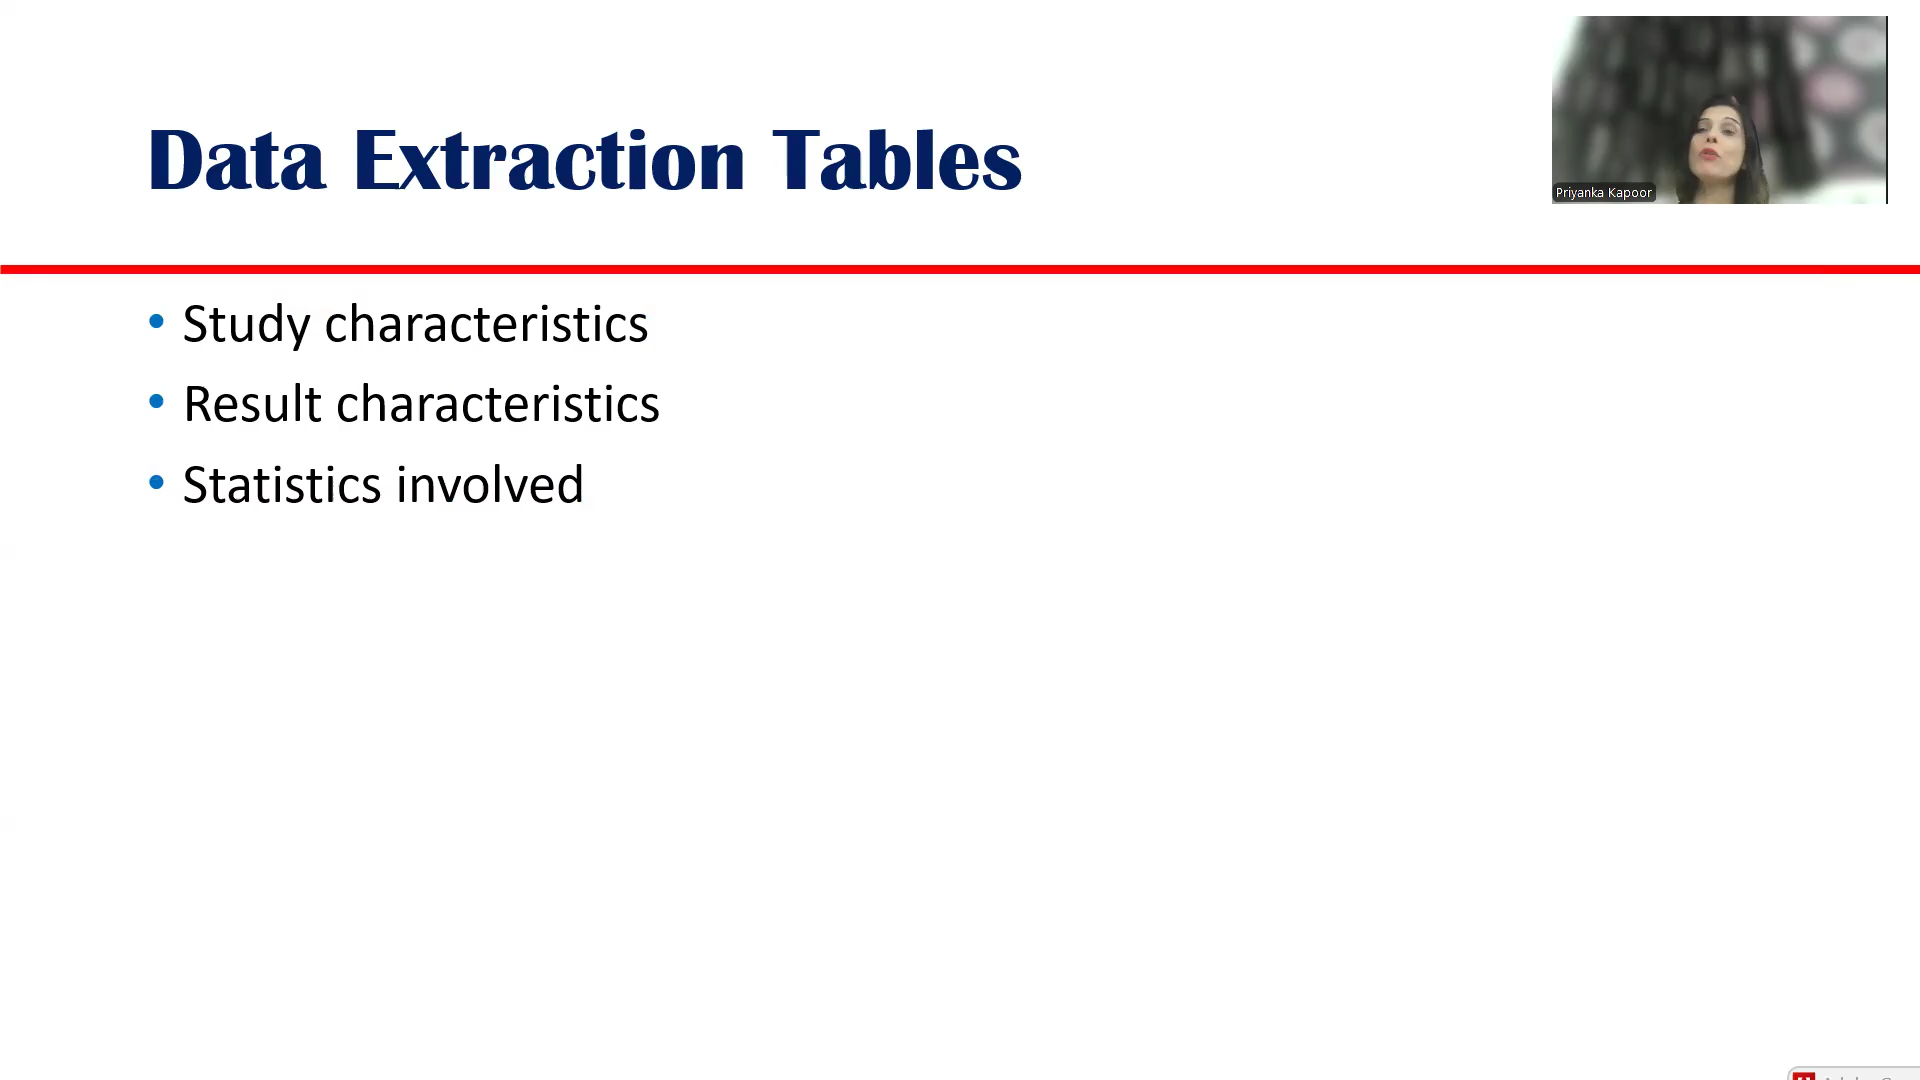 Data Extraction Tables
Priyanka Kapoor
• Study characteristics
• Result characteristics
• Statistics involved